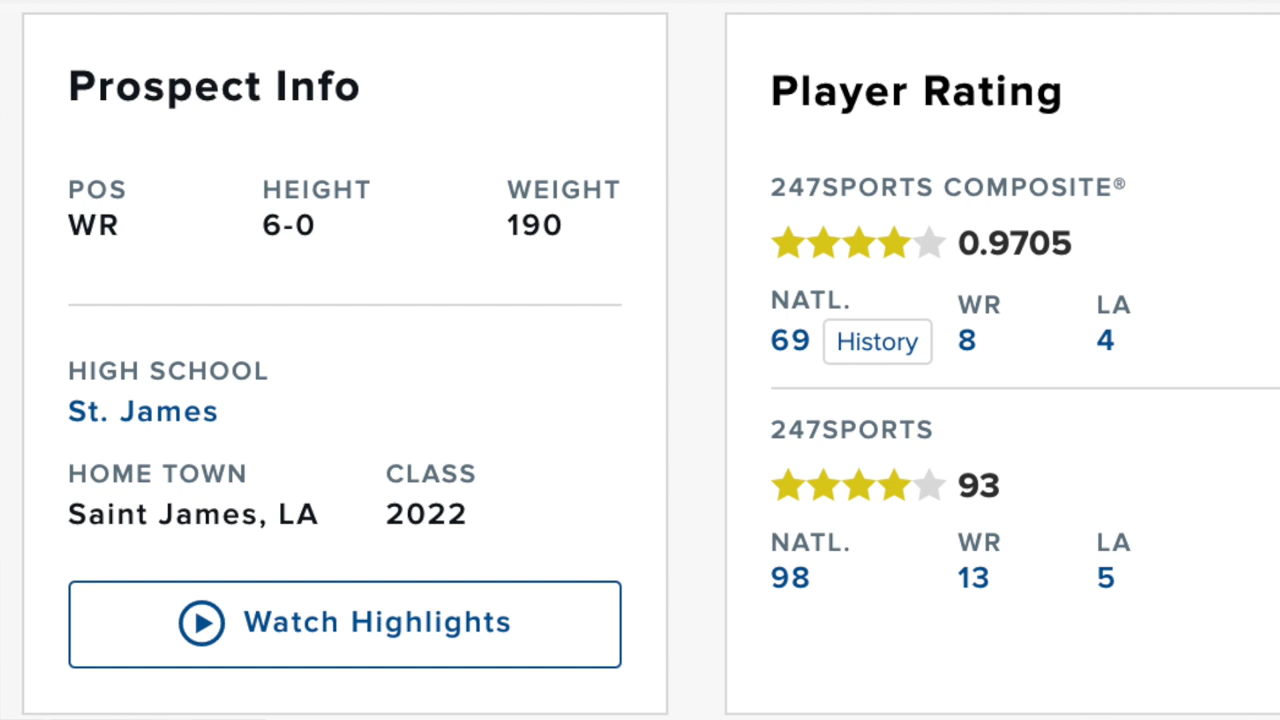 Prospect Info
POS HEIGHT WEIGHT
WR 6-0 190
HIGH SCHOOL
St. James
HOME TOWN CLASS
Saint James, LA 2022
Watch Highlights
Player Rating
247SPORTS COMPOSITE®
0.9705
NATL. WR LA
69 History 8 4
247SPORTS
93
NATL. WR LA
98 13 5